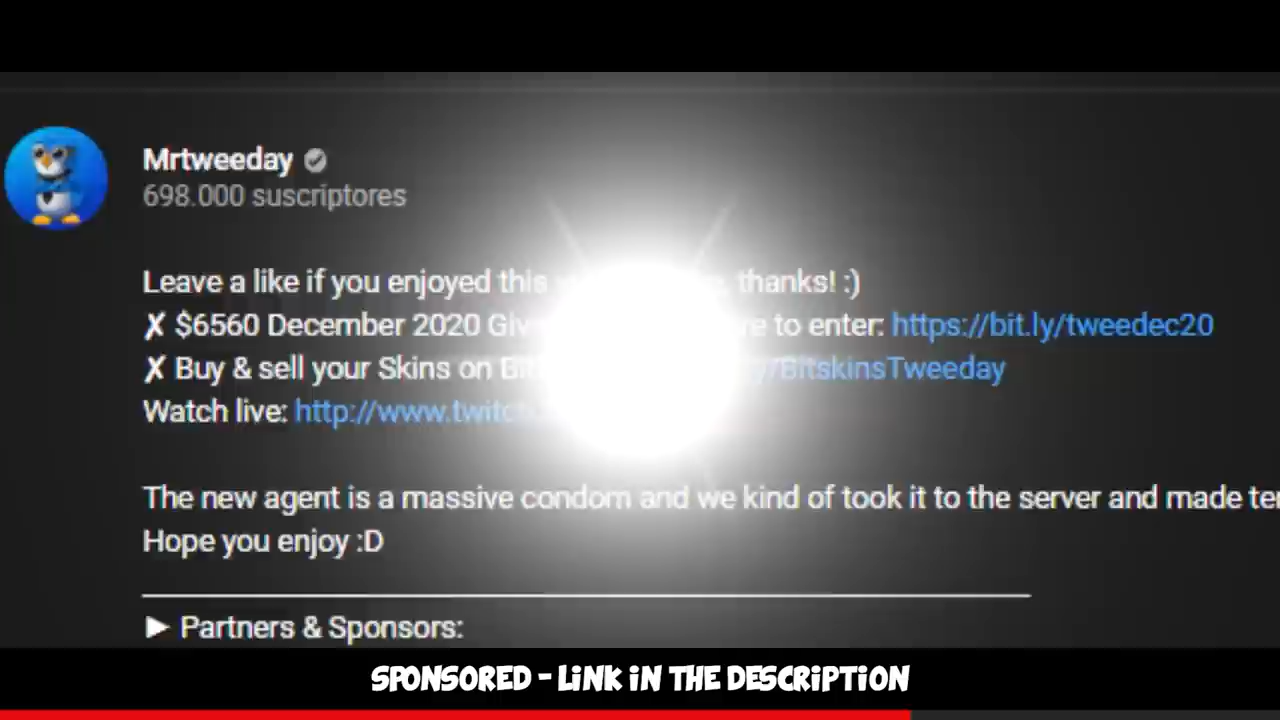 Mrtweeday
698.000 suscriptores
Leave a like if you enjoyed this thanks! :)
✗ $6560 December 2020 to enter: https://bit.ly/tweedec20
✗ Buy & sell your Skins on /BitskinsTweeday
Watch live: http://www.twitc
The new agent is a massive condom and we kind of took it to the server and made
Hope you enjoy :D
► Partners & Sponsors:
SPONSORED - LINK IN THE DESCRIPTION